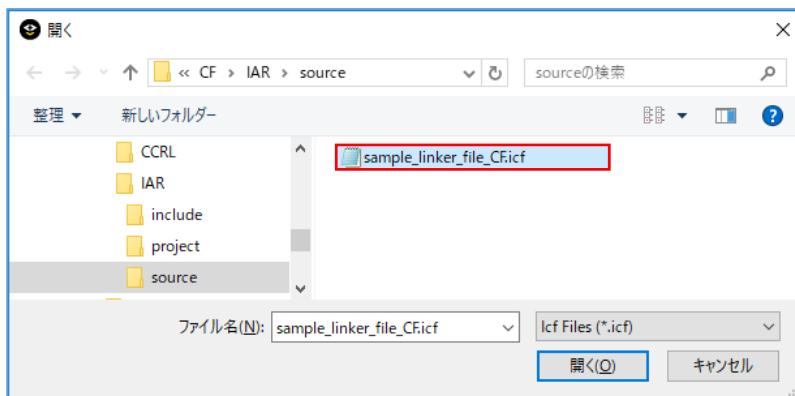 開く
« CF › IAR › source
sourceの検索
整理
新しいフォルダー
CCRL
IAR
include
project
source
sample_linker_file_CF.icf
ファイル名(N):
sample_linker_file_CF.icf
Icf Files (*.icf)
開く(O)
キャンセル